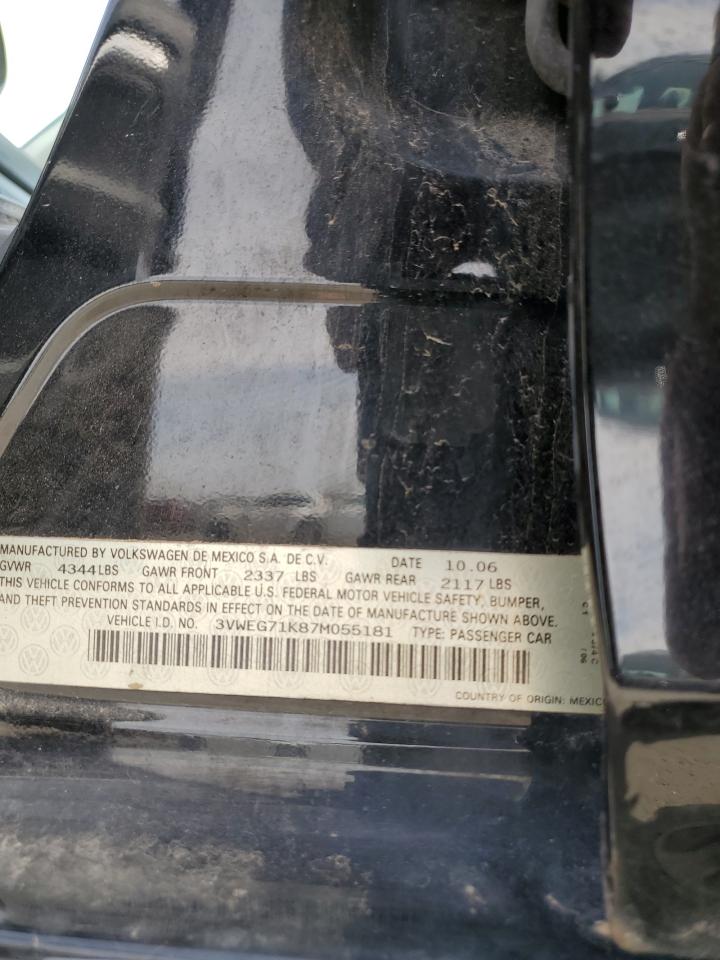 MANUFACTURED BY VOLKSWAGEN DE MEXICO S.A. DE C.V. DATE 10.06
GVWR 4344LBS GAWR FRONT 2337 LBS GAWR REAR 2117 LBS
THIS VEHICLE CONFORMS TO ALL APPLICABLE U.S. FEDERAL MOTOR VEHICLE SAFETY, BUMPER,
AND THEFT PREVENTION STANDARDS IN EFFECT ON THE DATE OF MANUFACTURE SHOWN ABOVE.
VEHICLE I.D. NO. 3VWEG71K87M055181 TYPE: PASSENGER CAR
COUNTRY OF ORIGIN: MEXICO